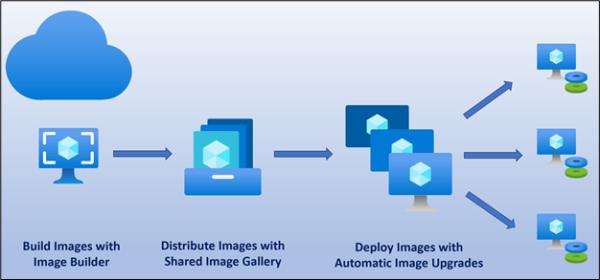 Build Images with
Image Builder
Distribute Images with
Shared Image Gallery
Deploy Images with
Automatic Image Upgrades